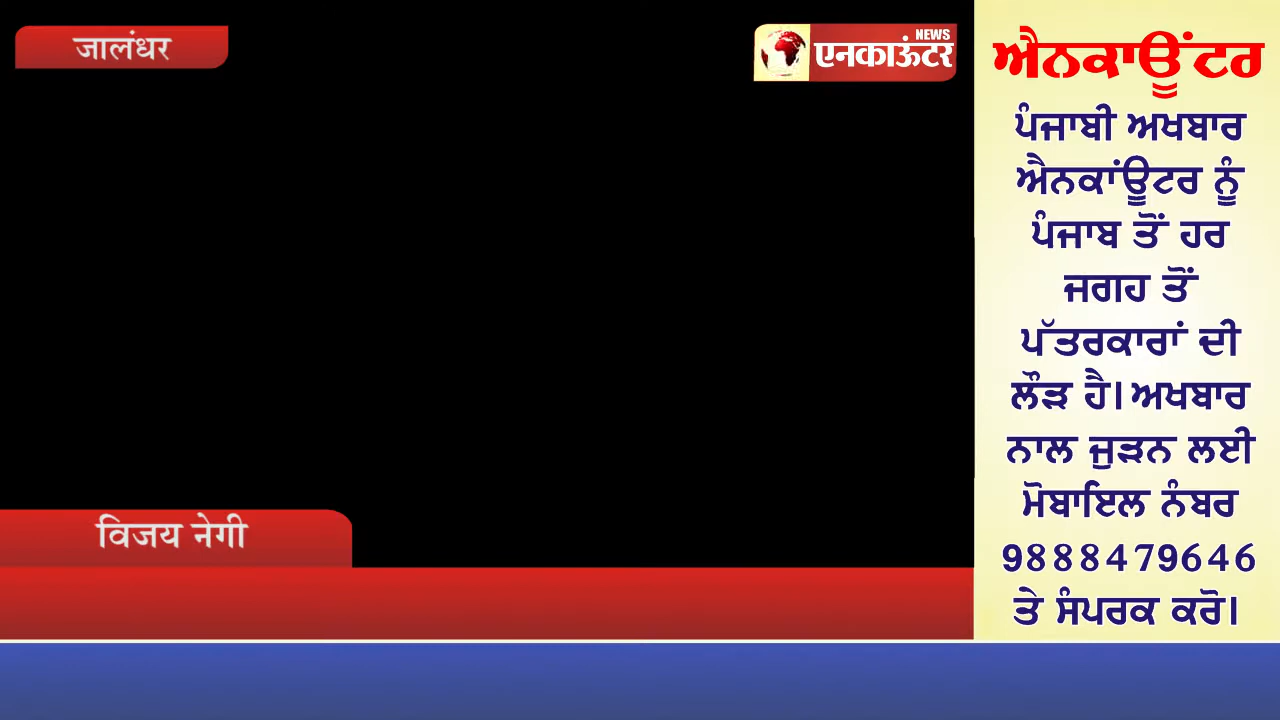 जालंधर
NEWS
एनकाऊंटर
विजय नेगी
ਐਨਕਾਊਂਟਰ
ਪੰਜਾਬੀ ਅਖਬਾਰ
ਐਨਕਾਂਊਟਰ ਨੂੰ
ਪੰਜਾਬ ਤੋਂ ਹਰ
ਜਗਹ ਤੋਂ
ਪੱਤਰਕਾਰਾਂ ਦੀ
ਲੌੜ ਹੈ। ਅਖਬਾਰ
ਨਾਲ ਜੁੜਨ ਲਈ
ਮੋਬਾਇਲ ਨੰਬਰ
9888479646
ਤੇ ਸੰਪਰਕ ਕਰੋ।